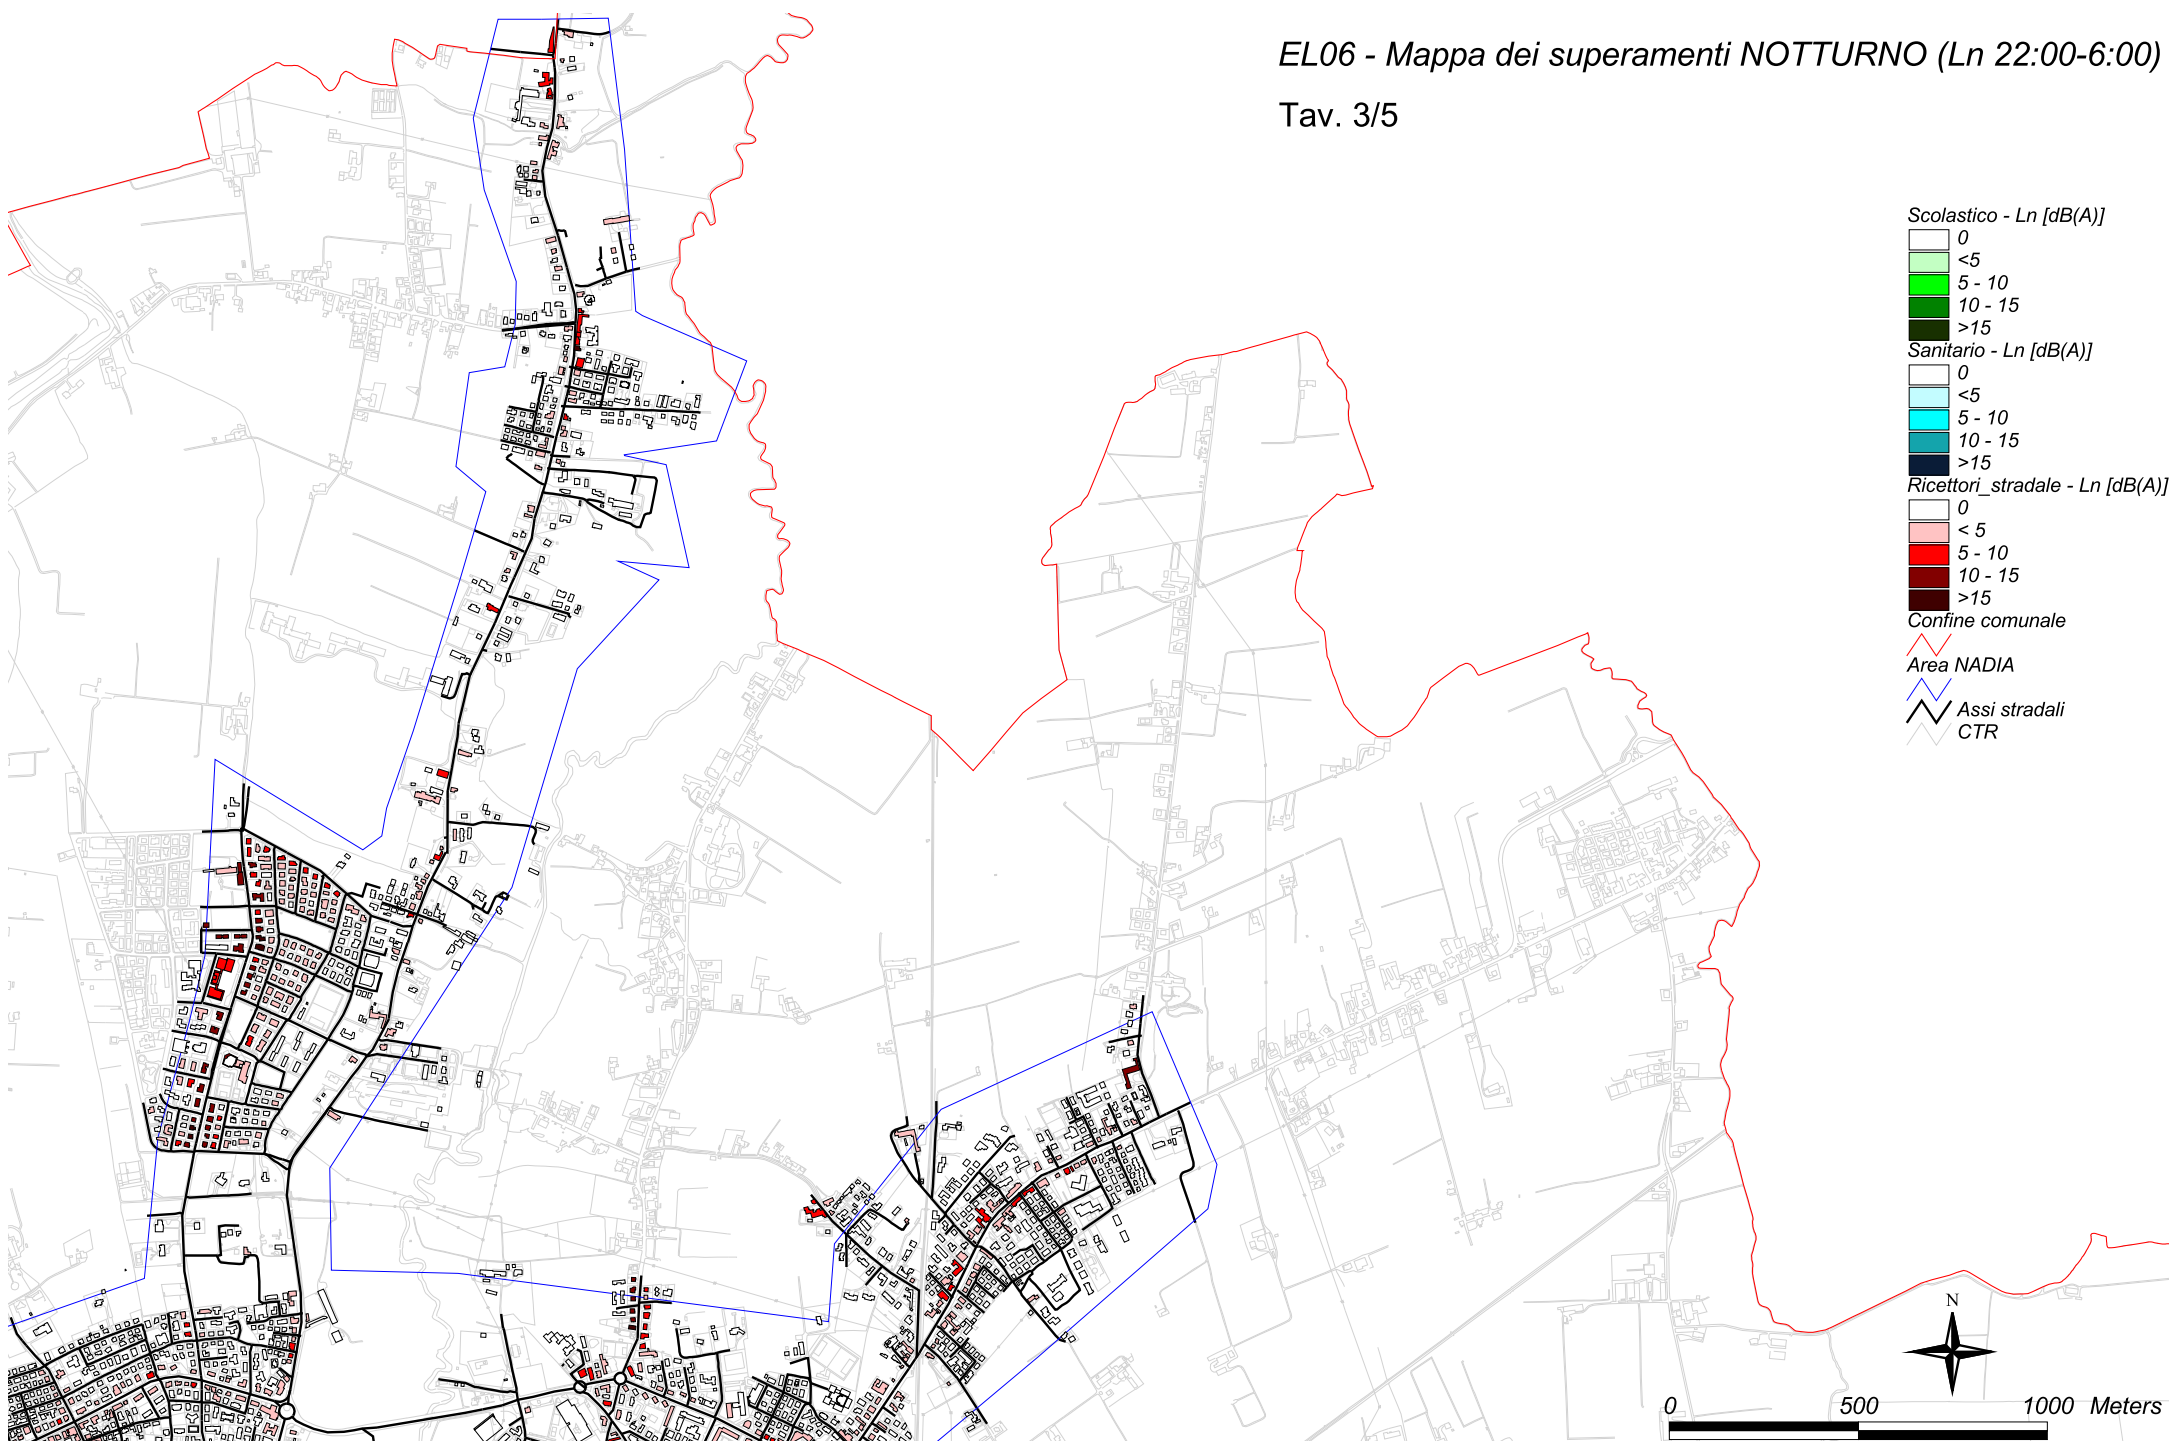 EL06 - Mappa dei superamenti NOTTURNO (Ln 22:00-6:00)
Tav. 3/5
Scolastico - Ln [dB(A)]
0
<5
5 - 10
10 - 15
>15
Sanitario - Ln [dB(A)]
0
<5
5 - 10
10 - 15
>15
Ricettori_stradale - Ln [dB(A)]
0
< 5
5 - 10
10 - 15
>15
Confine comunale
Area NADIA
Assi stradali
CTR
N
0 500 1000 Meters